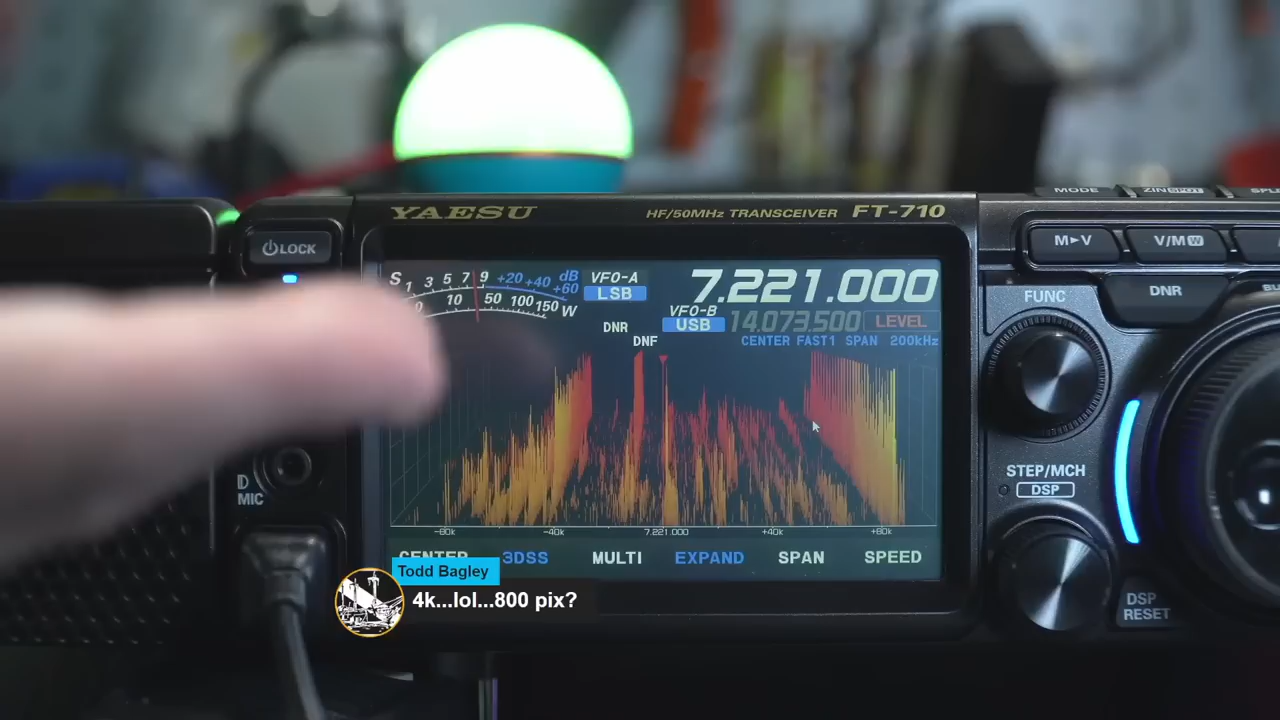 MODE ZIN SPOT
YAESU HF/50MHz TRANSCEIVER FT-710
LOCK M►V V/M W
S 1 3 5 7 9 +20 +40 +60 dB
VFO-A 7.221.000
LSB
10 50 100 150 W
VFO-B
USB 14,073,500 LEVEL
DNR
DNF CENTER FAST1 SPAN 200kHz
FUNC DNR
MIC
STEP/MCH
DSP
-80k -40k 7.221.000 +40k +80k
CENTER 3DSS MULTI EXPAND SPAN SPEED
Todd Bagley
4k...lol...800 pix?
DSP
RESET